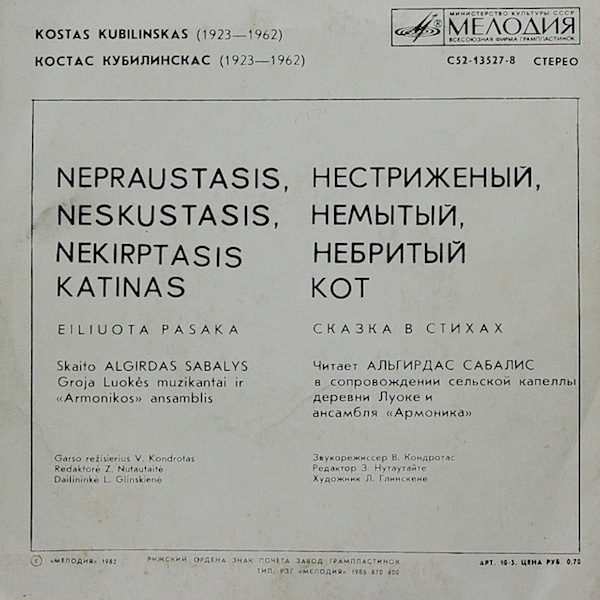 KOSTAS KUBILINSKAS (1923—1962)
КОСТАС КУБИЛИНСКАС (1923—1962)
МИНИСТЕРСТВО КУЛЬТУРЫ СССР
МЕЛОДИЯ
ВСЕСОЮЗНАЯ ФИРМА ГРАМПЛАСТИНОК
С52-13527-8 СТЕРЕО
NEPRAUSTASIS,
NESKUSTASIS,
NEKIRPTASIS
KATINAS
EILIUOTA PASAKA
Skaito ALGIRDAS SABALYS
Groja Luokės muzikantai ir
«Armonikos» ansamblis
Garso režisierius V. Kondrotas
Redaktorė Z. Nutautaitė
Dailininkė L. Glinskienė
НЕСТРИЖЕНЫЙ,
НЕМЫТЫЙ,
НЕБРИТЫЙ
КОТ
СКАЗКА В СТИХАХ
Читает АЛЬГИРДАС САБАЛИС
в сопровождении сельской капеллы
деревни Луоке и
ансамбля «Армоника»
Звукорежиссер В. Кондротас
Редактор З. Нутаутайте
Художник Л. Глинскене
© «МЕЛОДИЯ» 1982
РИЖСКИЙ ОРДЕНА ЗНАК ПОЧЕТА ЗАВОД ГРАМПЛАСТИНОК
ТИП. РЗГ «МЕЛОДИЯ» 1986 870 800
АРТ. 10-3. ЦЕНА РУБ. 0,70